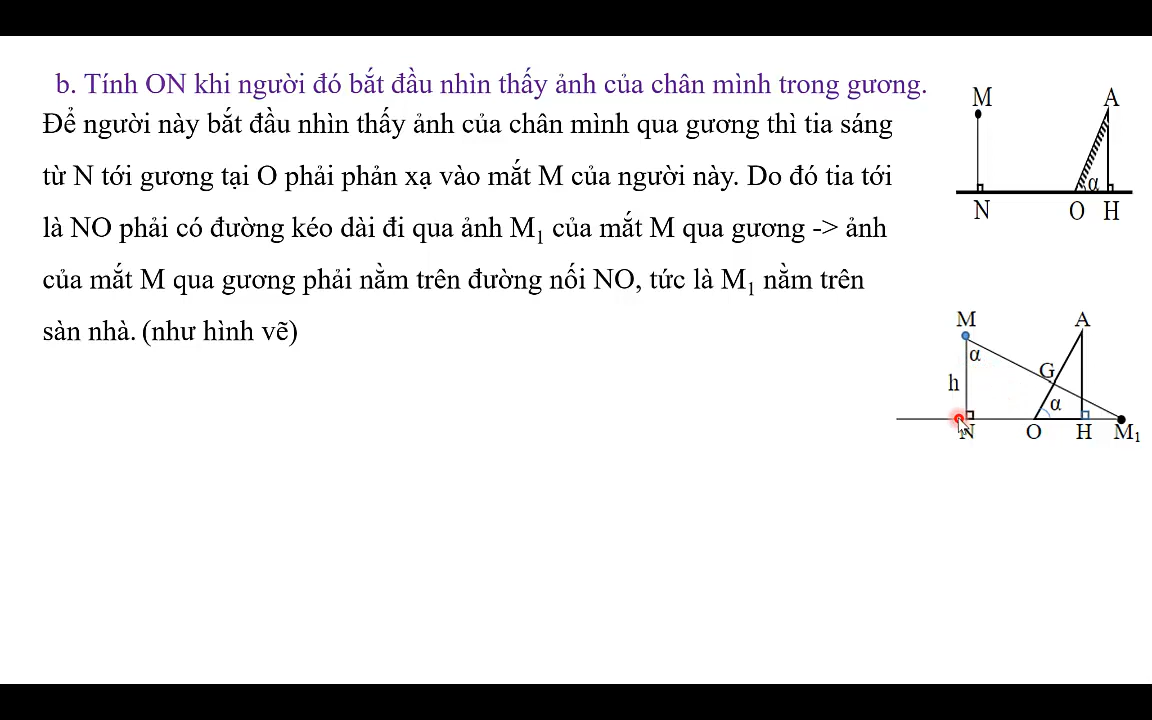 b. Tính ON khi người đó bắt đầu nhìn thấy ảnh của chân mình trong gương.
Để người này bắt đầu nhìn thấy ảnh của chân mình qua gương thì tia sáng
từ N tới gương tại O phải phản xạ vào mắt M của người này. Do đó tia tới
là NO phải có đường kéo dài đi qua ảnh M₁ của mắt M qua gương -> ảnh
của mắt M qua gương phải nằm trên đường nối NO, tức là M₁ nằm trên
sàn nhà. (như hình vẽ)
M A
α
N O H
M A
α
G
h
α
N O H M₁